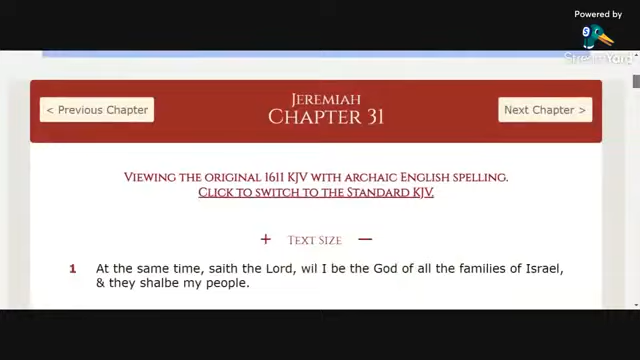 Powered by
StreamYard
< Previous Chapter
JEREMIAH
CHAPTER 31
Next Chapter >
VIEWING THE ORIGINAL 1611 KJV WITH ARCHAIC ENGLISH SPELLING.
CLICK TO SWITCH TO THE STANDARD KJV.
+ TEXT SIZE —
1 At the same time, saith the Lord, wil I be the God of all the families of Israel,
& they shalbe my people.